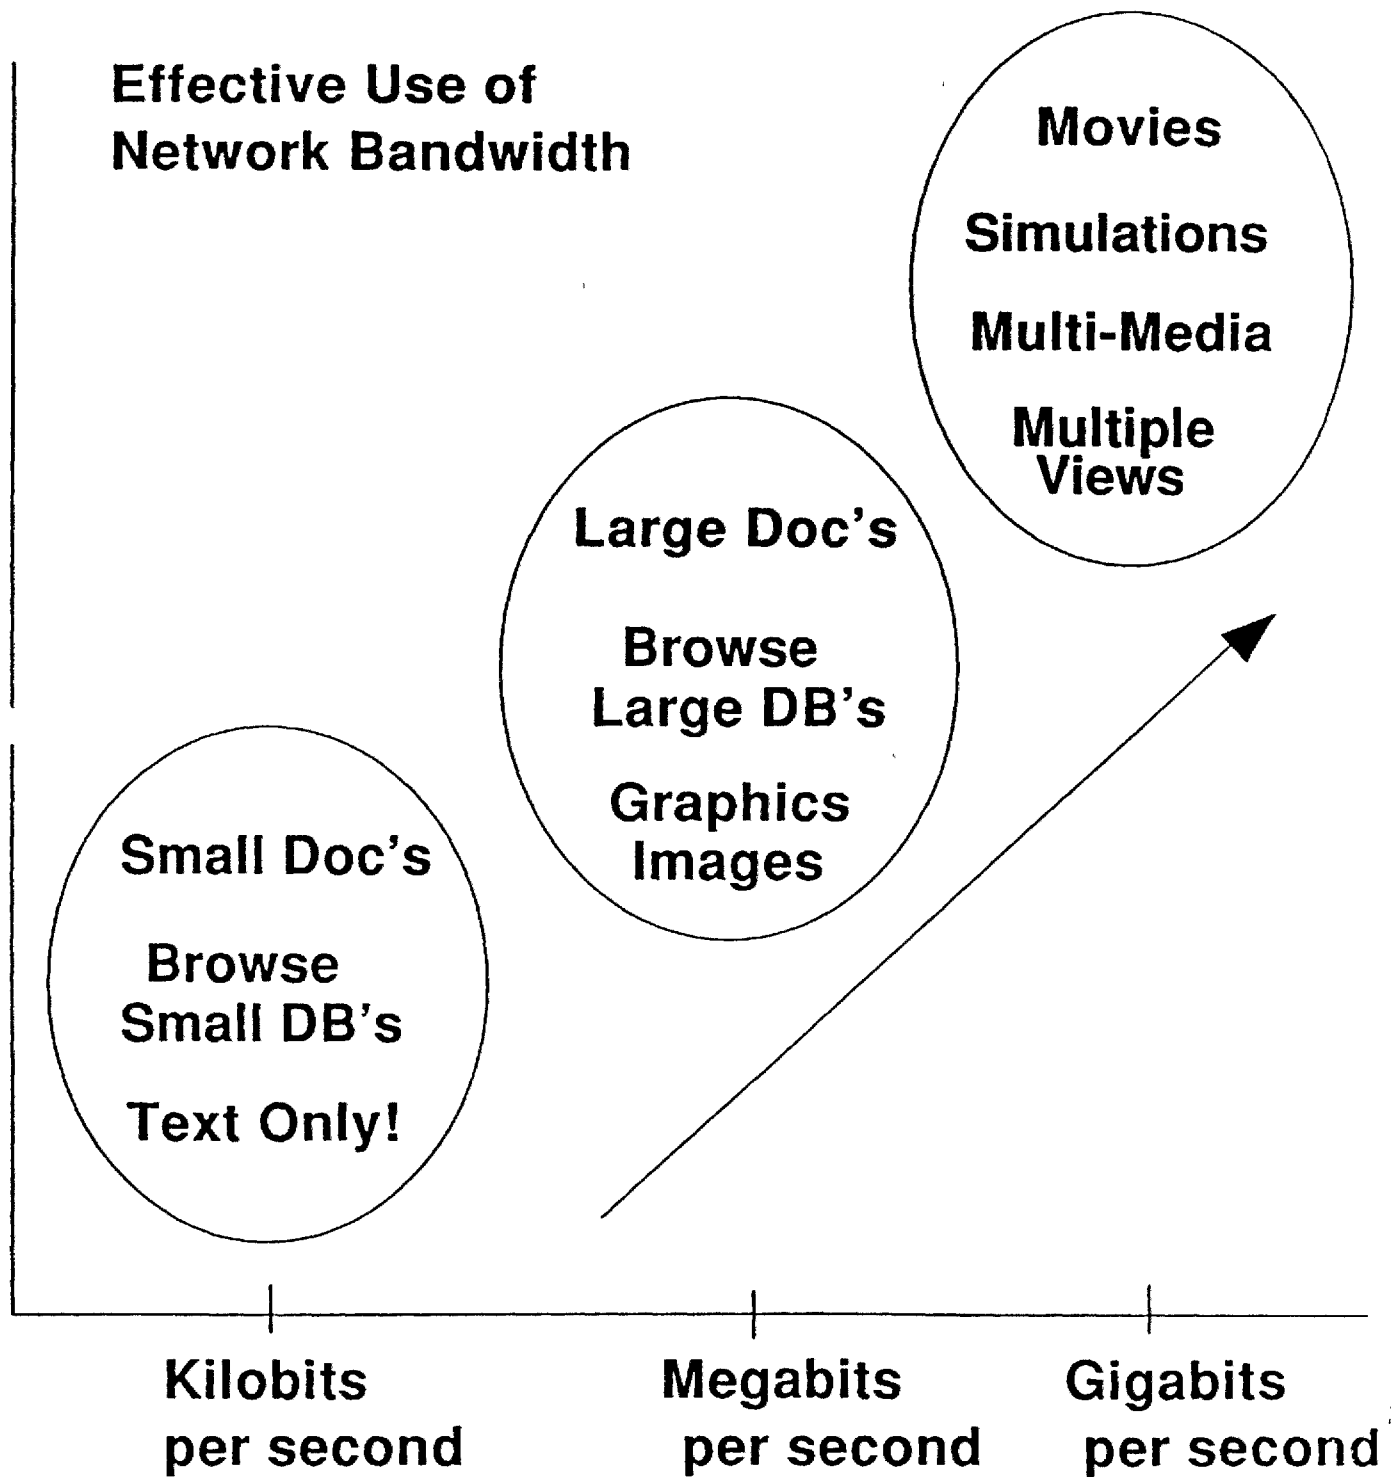 Effective Use of
Network Bandwidth
Movies
Simulations
Multi-Media
Multiple
Views
Large Doc's
Browse
Large DB's
Graphics
Images
Small Doc's
Browse
Small DB's
Text Only!
Kilobits
per second
Megabits
per second
Gigabits
per second